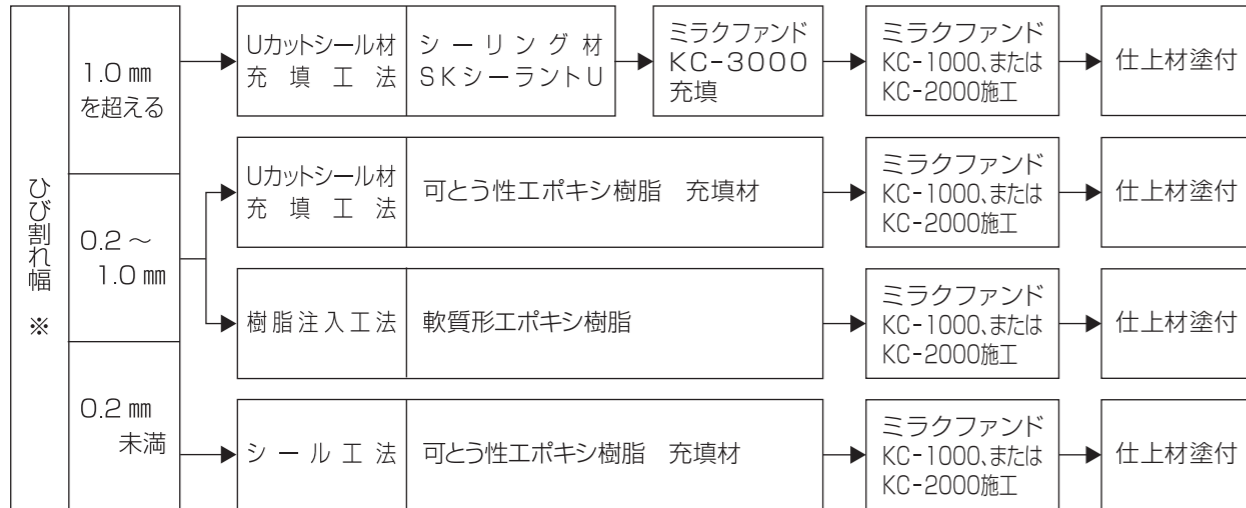 ひび割れ幅 ※
1.0 ㎜
を超える
Uカットシール材
充填工法
シーリング材
SKシーラントU
ミラクファンド
KC-3000
充填
ミラクファンド
KC-1000、または
KC-2000施工
仕上材塗付
0.2 ～
1.0 ㎜
Uカットシール材
充填工法
可とう性エポキシ樹脂　充填材
ミラクファンド
KC-1000、または
KC-2000施工
仕上材塗付
樹脂注入工法
軟質形エポキシ樹脂
ミラクファンド
KC-1000、または
KC-2000施工
仕上材塗付
0.2 ㎜
未満
シール工法
可とう性エポキシ樹脂　充填材
ミラクファンド
KC-1000、または
KC-2000施工
仕上材塗付